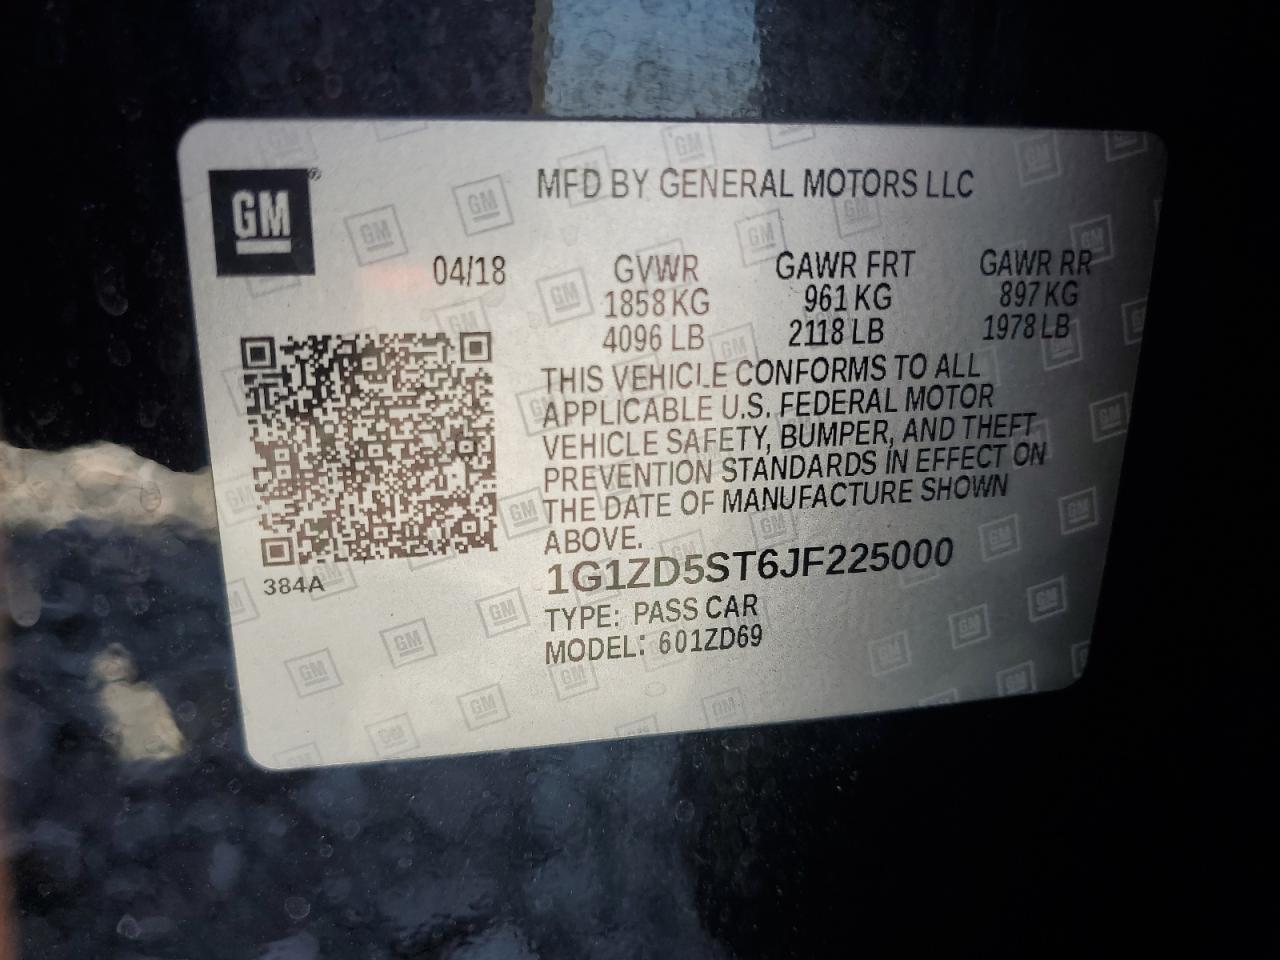 GM
MFD BY GENERAL MOTORS LLC
04/18
GVWR GAWR FRT GAWR RR
1858 KG 961 KG 897 KG
4096 LB 2118 LB 1978 LB
THIS VEHICLE CONFORMS TO ALL
APPLICABLE U.S. FEDERAL MOTOR
VEHICLE SAFETY, BUMPER, AND THEFT
PREVENTION STANDARDS IN EFFECT ON
THE DATE OF MANUFACTURE SHOWN
ABOVE.
384A
1G1ZD5ST6JF225000
TYPE: PASS CAR
MODEL: 601ZD69